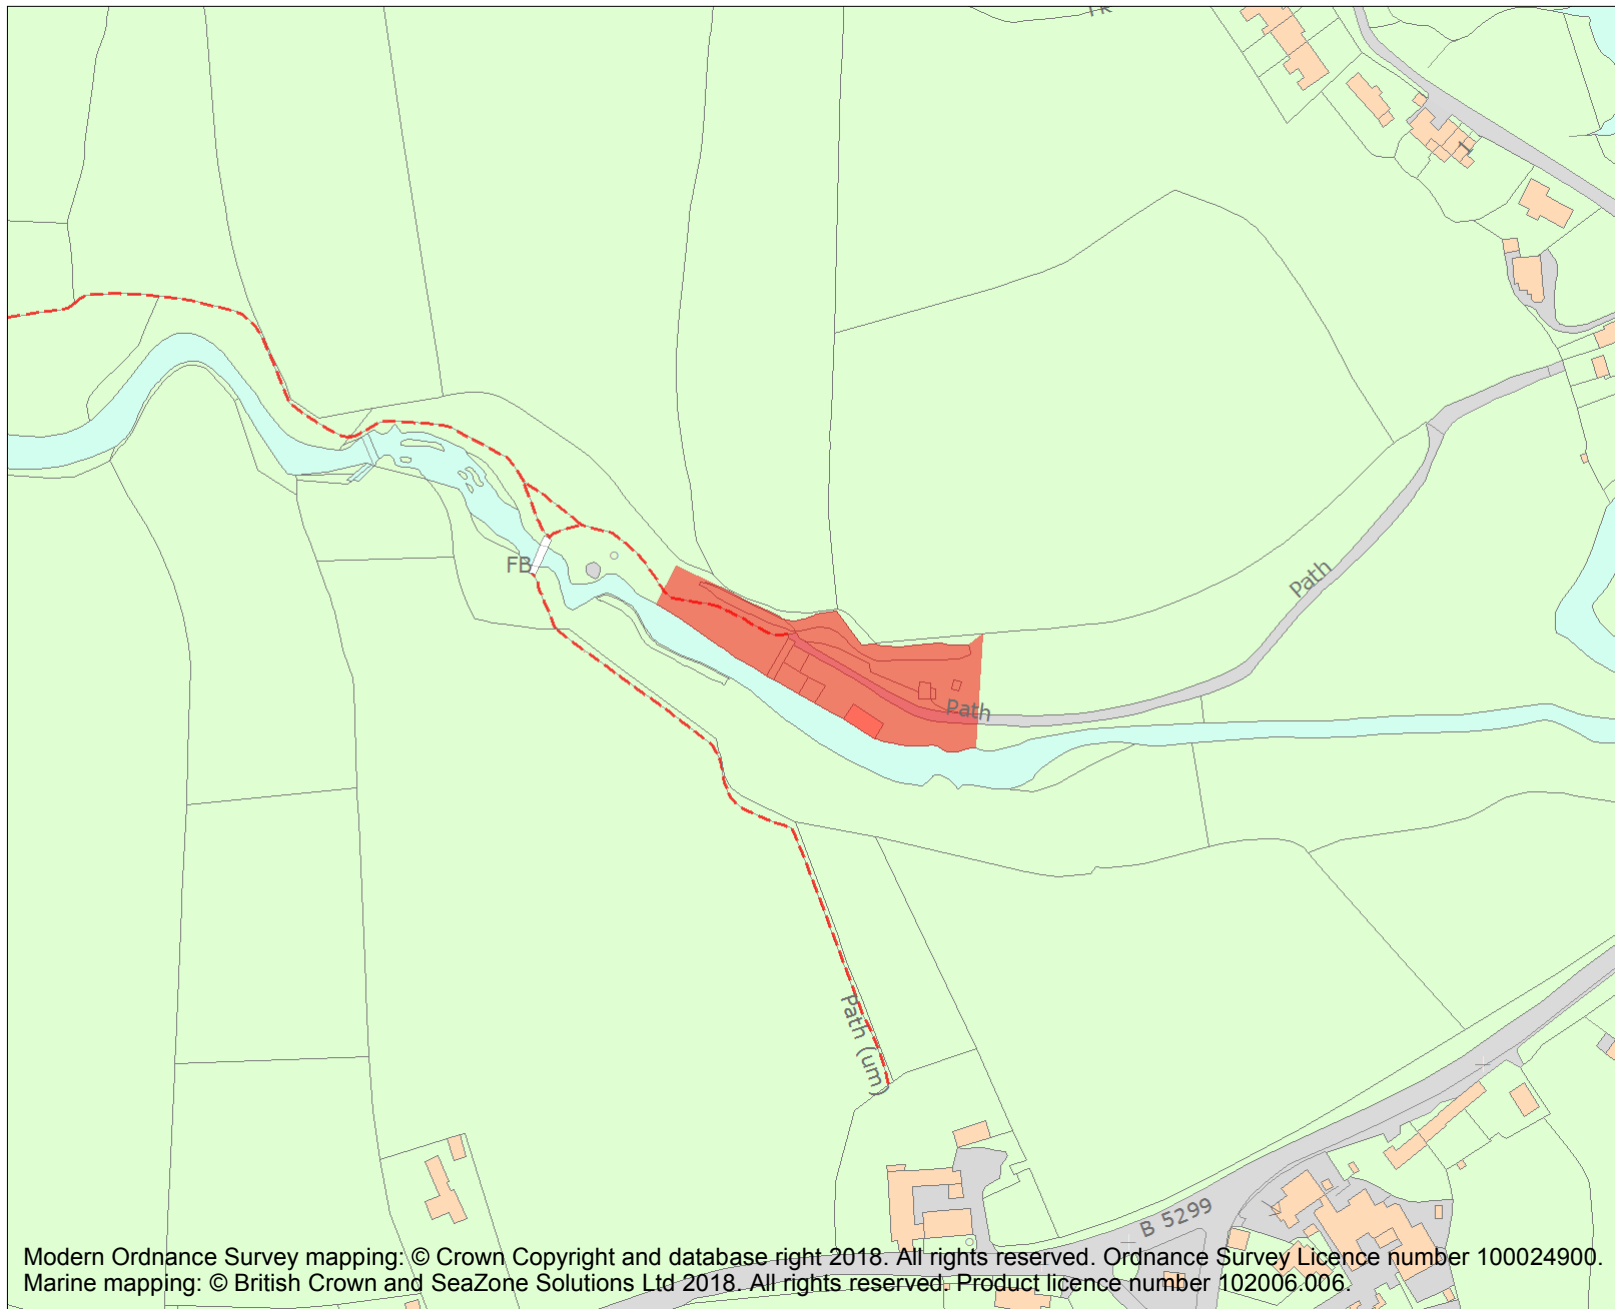 1
Path
FB
Path
Path (um)
B 5299
Modern Ordnance Survey mapping: © Crown Copyright and database right 2018. All rights reserved. Ordnance Survey Licence number 100024900.
Marine mapping: © British Crown and SeaZone Solutions Ltd 2018. All rights reserved. Product licence number 102006.006.